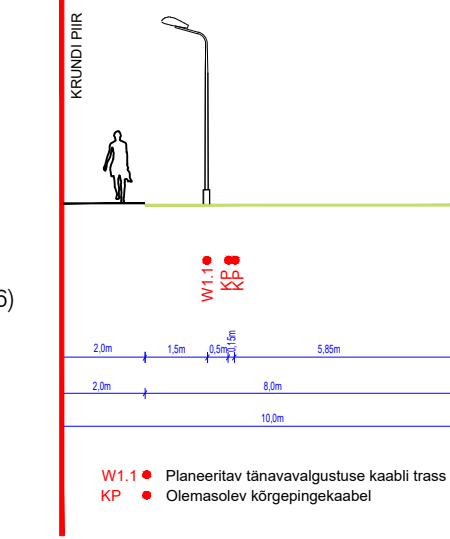 KRUNDI PIIR
6)
W1.1
KP
KP
2,0m 1,5m 0,5m 0,15m 5,85m
2,0m 8,0m
10,0m
W1.1 Planeeritav tänavavalgustuse kaabli trass
KP Olemasolev kõrgepingekaabel